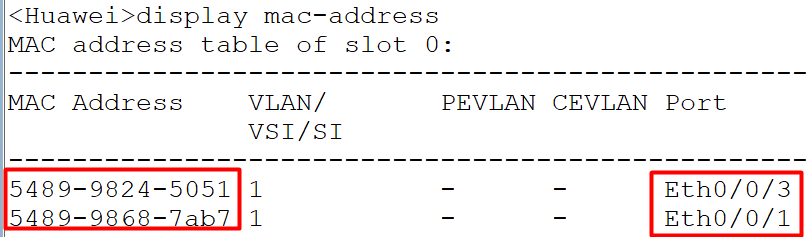 <Huawei>display mac-address
MAC address table of slot 0:
-------------------------------------------------
MAC Address VLAN/ PEVLAN CEVLAN Port
VSI/SI
-------------------------------------------------
5489-9824-5051 1 - - Eth0/0/3
5489-9868-7ab7 1 - - Eth0/0/1